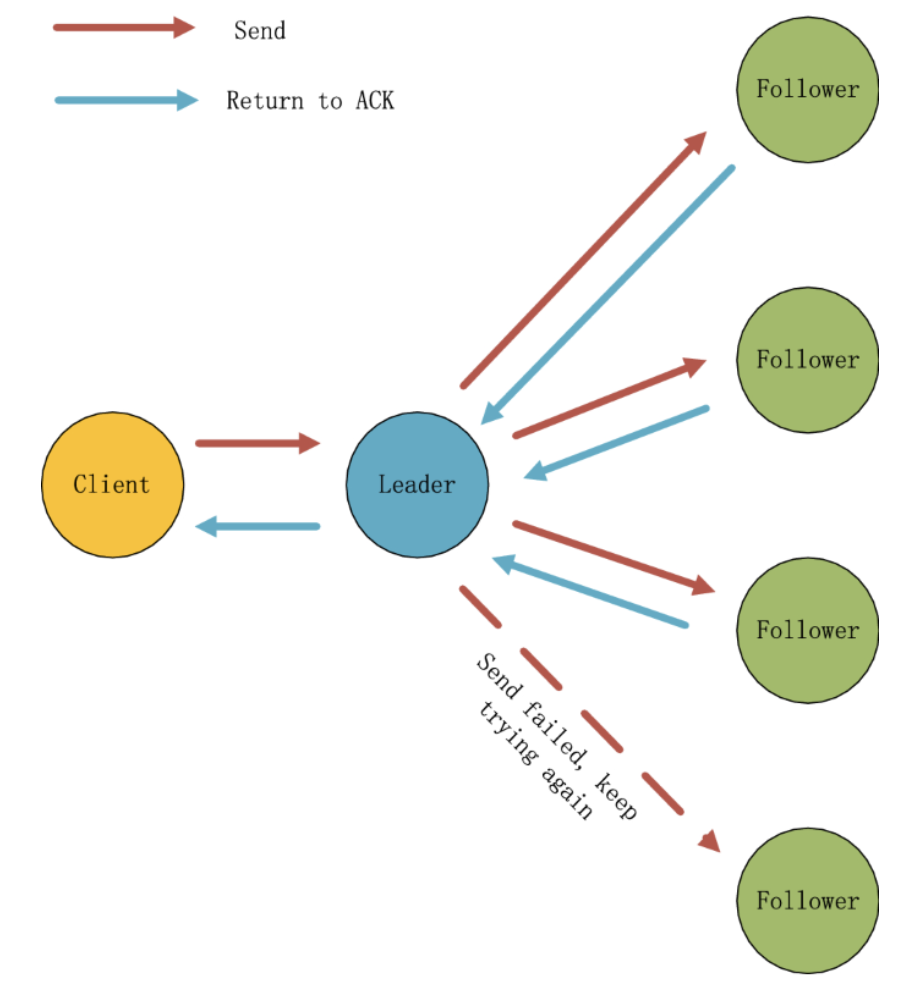 Send
Return to ACK
Follower
Follower
Client
Leader
Follower
Send failed, keep
trying again
Follower